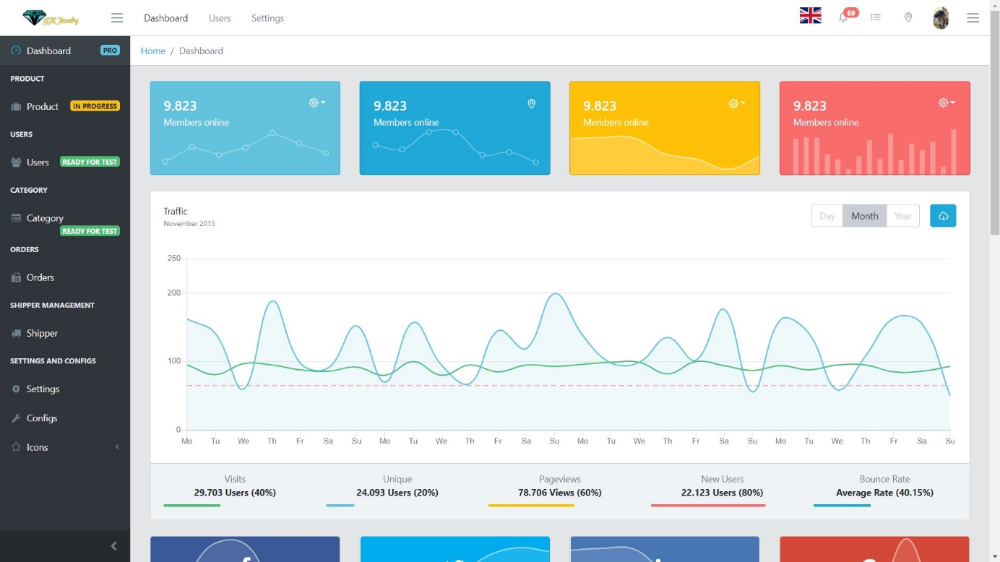 Jewelry
Dashboard
Users
Settings
69
Dashboard
PRO
PRODUCT
Product
IN PROGRESS
USERS
Users
READY FOR TEST
CATEGORY
Category
READY FOR TEST
ORDERS
Orders
SHIPPER MANAGEMENT
Shipper
SETTINGS AND CONFIGS
Settings
Configs
Icons
Home / Dashboard
9.823
Members online
9.823
Members online
9.823
Members online
9.823
Members online
Traffic
November 2015
Day
Month
Year
250
200
100
0
Mo Tu We Th Fr Sa Su Mo Tu We Th Fr Sa Su Mo Tu We Th Fr Sa Su Mo Tu We Th Fr Sa Su
Visits
29.703 Users (40%)
Unique
24.093 Users (20%)
Pageviews
78.706 Views (60%)
New Users
22.123 Users (80%)
Bounce Rate
Average Rate (40.15%)